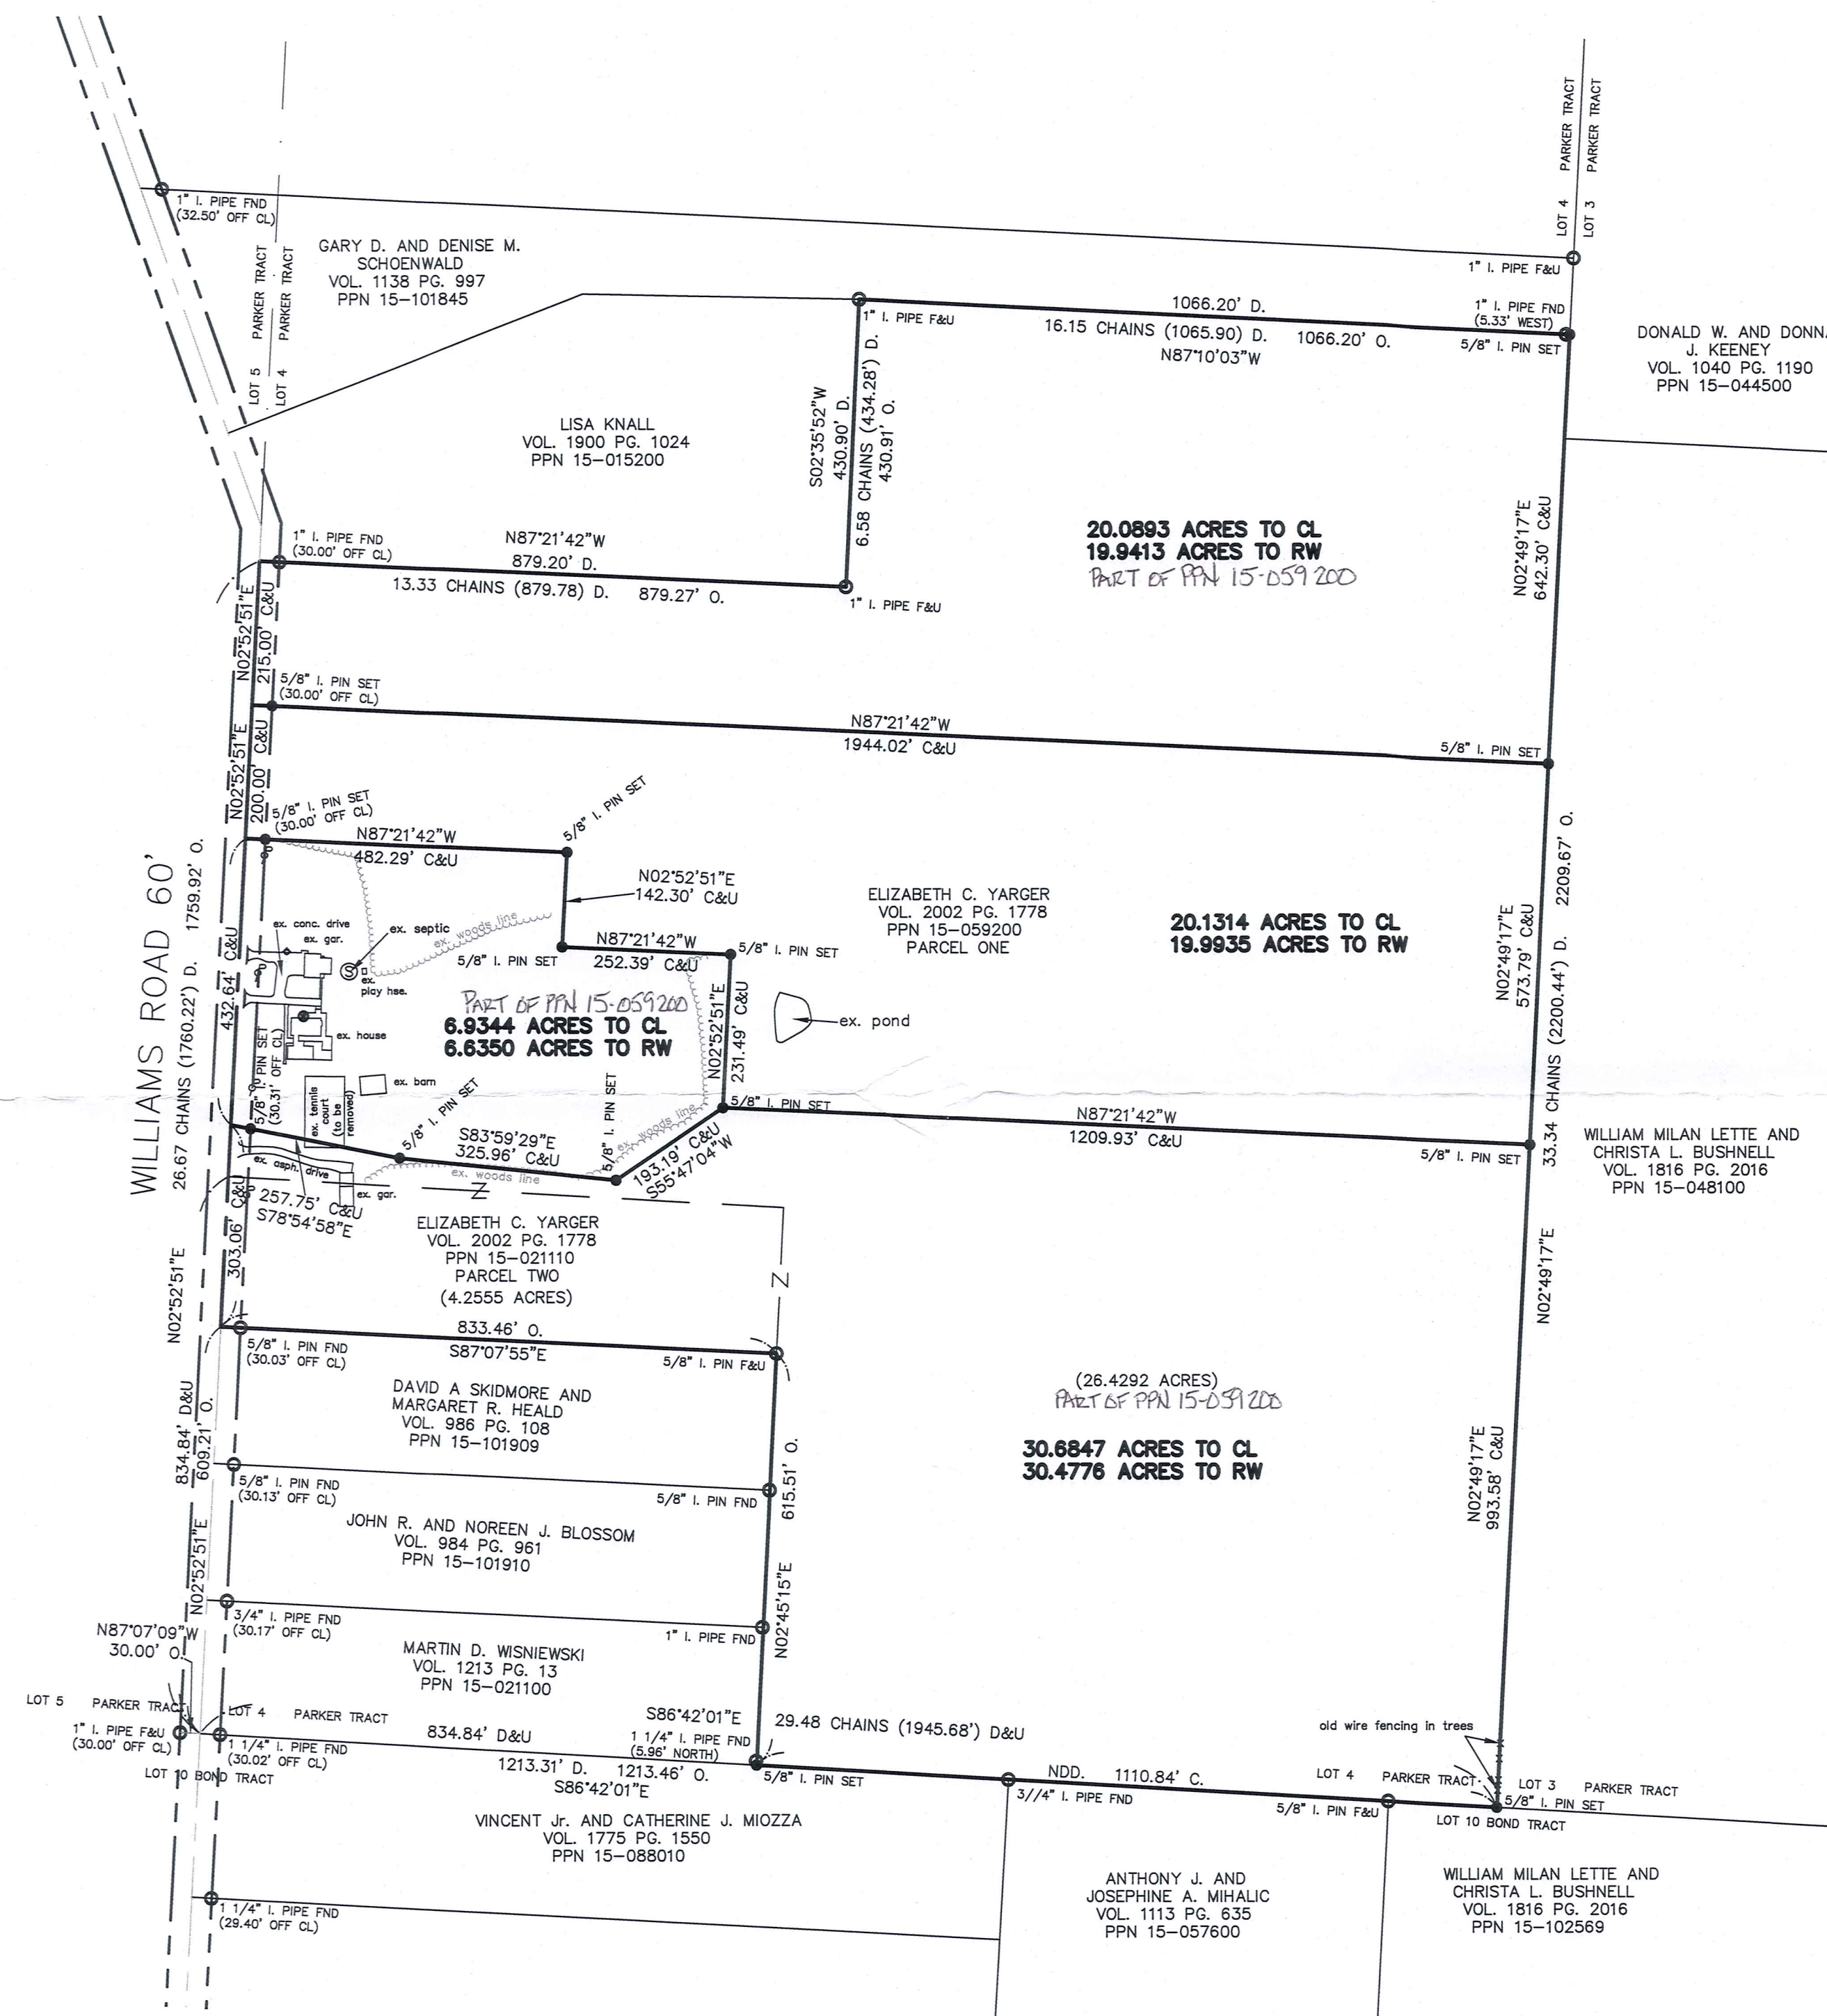 LOT 4 PARKER TRACT
LOT 3 PARKER TRACT
1" I. PIPE FND
(32.50' OFF CL)
LOT 5 PARKER TRACT
LOT 4 PARKER TRACT
GARY D. AND DENISE M.
SCHOENWALD
VOL. 1138 PG. 997
PPN 15-101845
1" I. PIPE F&U
1" I. PIPE F&U
1066.20' D.
16.15 CHAINS (1065.90) D. 1066.20' O.
N87°10'03"W
1" I. PIPE FND
(5.33' WEST)
5/8" I. PIN SET
DONALD W. AND DONN
J. KEENEY
VOL. 1040 PG. 1190
PPN 15-044500
LISA KNALL
VOL. 1900 PG. 1024
PPN 15-015200
S02°35'52"W
430.90' D.
6.58 CHAINS (434.28') D.
430.91' O.
20.0893 ACRES TO CL
19.9413 ACRES TO RW
PART OF PPN 15-059200
N02°49'17"E
642.30' C&U
1" I. PIPE FND
(30.00' OFF CL)
N87°21'42"W
879.20' D.
13.33 CHAINS (879.78) D. 879.27' O.
1" I. PIPE F&U
N02°52'51"E
215.00' C&U
5/8" I. PIN SET
(30.00' OFF CL)
N87°21'42"W
1944.02' C&U
5/8" I. PIN SET
N02°52'51"E
200.00' C&U
5/8" I. PIN SET
(30.00' OFF CL)
N87°21'42"W
482.29' C&U
5/8" I. PIN SET
N02°52'51"E
142.30' C&U
WILLIAMS ROAD 60'
26.67 CHAINS (1760.22') D. 1759.92' O.
432.64' C&U
ex. conc. drive
ex. gar.
ex. septic
S
ex. woods line
ex.
play hse.
5/8" I. PIN SET
N87°21'42"W
252.39' C&U
5/8" I. PIN SET
ELIZABETH C. YARGER
VOL. 2002 PG. 1778
PPN 15-059200
PARCEL ONE
20.1314 ACRES TO CL
19.9935 ACRES TO RW
N02°49'17"E
573.79' C&U
33.34 CHAINS (2200.44') D. 2209.67' O.
PART OF PPN 15-059200
6.9344 ACRES TO CL
6.6350 ACRES TO RW
ex. house
N02°52'51"E
231.49' C&U
ex. pond
5/8" I. PIN SET
(30.31' OFF CL)
ex. tennis
court
(to be
removed)
ex. barn
5/8" I. PIN SET
5/8" I. PIN SET
S83°59'29"E
325.96' C&U
ex. woods line
ex. woods line
193.19' C&U
S55°47'04"W
5/8" I. PIN SET
N87°21'42"W
1209.93' C&U
5/8" I. PIN SET
WILLIAM MILAN LETTE AND
CHRISTA L. BUSHNELL
VOL. 1816 PG. 2016
PPN 15-048100
ex. asph. drive
ex. gar.
257.75' C&U
S78°54'58"E
303.06' C&U
Z
Z
ELIZABETH C. YARGER
VOL. 2002 PG. 1778
PPN 15-021110
PARCEL TWO
(4.2555 ACRES)
N02°52'51"E
N02°49'17"E
5/8" I. PIN FND
(30.03' OFF CL)
833.46' O.
S87°07'55"E
5/8" I. PIN F&U
DAVID A SKIDMORE AND
MARGARET R. HEALD
VOL. 986 PG. 108
PPN 15-101909
(26.4292 ACRES)
PART OF PPN 15-059200
30.6847 ACRES TO CL
30.4776 ACRES TO RW
834.84' D&U
609.21' O.
615.51' O.
N02°49'17"E
993.58' C&U
5/8" I. PIN FND
(30.13' OFF CL)
5/8" I. PIN FND
JOHN R. AND NOREEN J. BLOSSOM
VOL. 984 PG. 961
PPN 15-101910
N02°52'51"E
N02°45'15"E
3/4" I. PIPE FND
(30.17' OFF CL)
1" I. PIPE FND
N87°07'09"W
30.00' O.
MARTIN D. WISNIEWSKI
VOL. 1213 PG. 13
PPN 15-021100
LOT 5 PARKER TRACT
LOT 4 PARKER TRACT
1" I. PIPE F&U
(30.00' OFF CL)
1 1/4" I. PIPE FND
(30.02' OFF CL)
LOT 10 BOND TRACT
834.84' D&U
S86°42'01"E
29.48 CHAINS (1945.68') D&U
1 1/4" I. PIPE FND
(5.96' NORTH)
1213.31' D. 1213.46' O.
S86°42'01"E
5/8" I. PIN SET
old wire fencing in trees
NDD. 1110.84' C.
3//4" I. PIPE FND
LOT 4 PARKER TRACT
LOT 3 PARKER TRACT
5/8" I. PIN F&U
5/8" I. PIN SET
LOT 10 BOND TRACT
VINCENT Jr. AND CATHERINE J. MIOZZA
VOL. 1775 PG. 1550
PPN 15-088010
1 1/4" I. PIPE FND
(29.40' OFF CL)
ANTHONY J. AND
JOSEPHINE A. MIHALIC
VOL. 1113 PG. 635
PPN 15-057600
WILLIAM MILAN LETTE AND
CHRISTA L. BUSHNELL
VOL. 1816 PG. 2016
PPN 15-102569